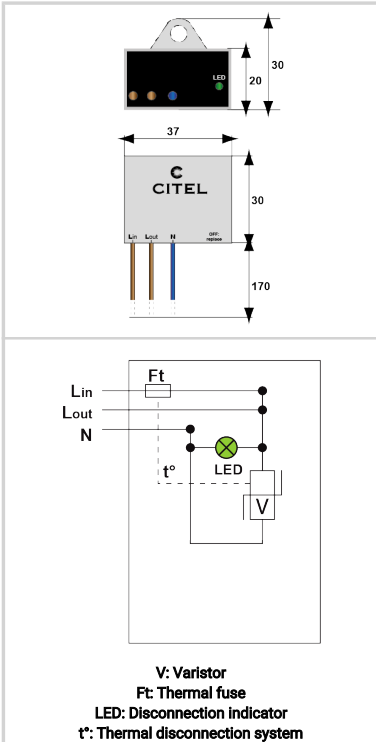 LED
20
30
37
CITEL
Lin Lout N OFF: replace
30
170
Ft
Lin
Lout
N
t°
LED
V
V: Varistor
Ft: Thermal fuse
LED: Disconnection indicator
t°: Thermal disconnection system